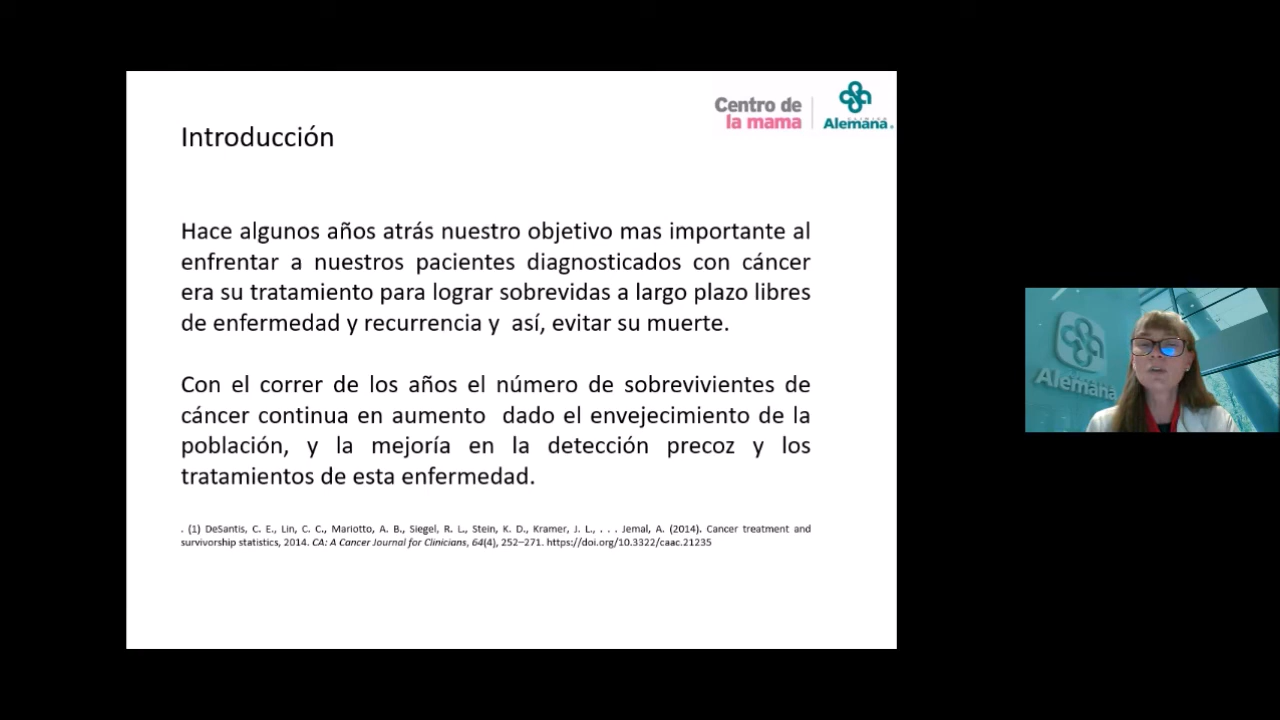 Centro de
la mama
Alemana
Introducción
Hace algunos años atrás nuestro objetivo mas importante al
enfrentar a nuestros pacientes diagnosticados con cáncer
era su tratamiento para lograr sobrevidas a largo plazo libres
de enfermedad y recurrencia y así, evitar su muerte.
Con el correr de los años el número de sobrevivientes de
cáncer continua en aumento dado el envejecimiento de la
población, y la mejoría en la detección precoz y los
tratamientos de esta enfermedad.
. (1) DeSantis, C. E., Lin, C. C., Mariotto, A. B., Siegel, R. L., Stein, K. D., Kramer, J. L., . . . Jemal, A. (2014). Cancer treatment and
survivorship statistics, 2014. CA: A Cancer Journal for Clinicians, 64(4), 252–271. https://doi.org/10.3322/caac.21235
Alemana